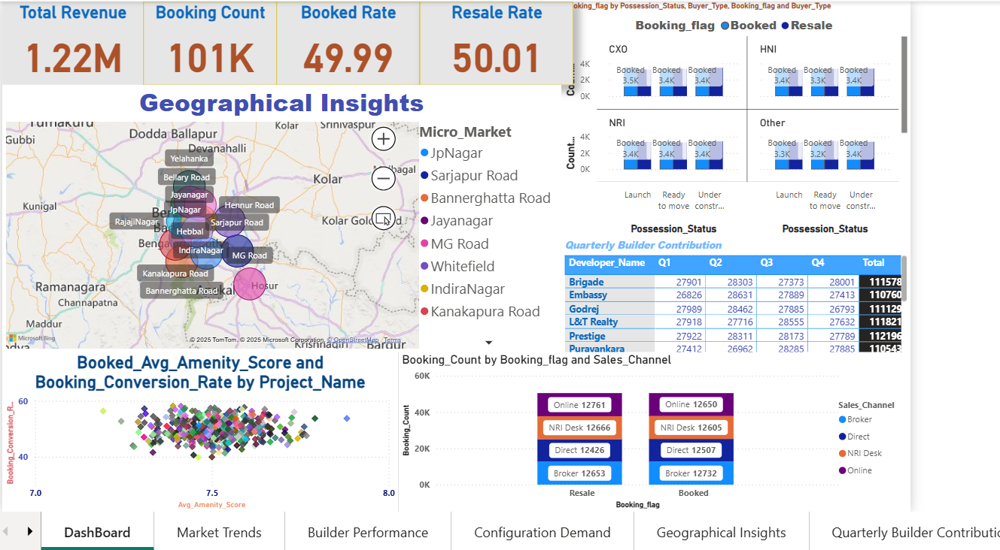 Total Revenue
1.22M
Booking Count
101K
Booked Rate
49.99
Resale Rate
50.01
Geographical Insights
Tumakuru
Gubbi
Dodda Ballapur
Devanahalli
Kolar
Srinivaspur
Kolar
Kunigal
Ramanagara
Channapatna
Maddur
Hosur
Yelahanka
Bellary Road
Jayanagar
JpNagar
Hennur Road
RajajiNagar
Sarjapur Road
Hebbal
IndiraNagar
MG Road
Kanakapura Road
Bannerghatta Road
Microsoft Bing
© 2025 TomTom, © 2025 Microsoft Corporation, © OpenStreetMap Terms
Micro_Market
JpNagar
Sarjapur Road
Bannerghatta Road
Jayanagar
MG Road
Whitefield
IndiraNagar
Kanakapura Road
oking_flag by Possession_Status, Buyer_Type, Booking_flag and Buyer_Type
Booking_flag Booked Resale
CXO
4K
2K
0K
Cou...
Booked 3.5K
Booked 3.4K
Booked 3.4K
HNI
Booked 3.4K
Booked 3.3K
Booked 3.4K
NRI
4K
2K
0K
Count...
Booked 3.4K
Booked 3.4K
Booked 3.4K
Other
Booked 3.3K
Booked 3.2K
Booked 3.4K
Launch Ready to move Under constr...
Launch Ready to move Under constr...
Possession_Status Possession_Status
Quarterly Builder Contribution
Developer_Name Q1 Q2 Q3 Q4 Total
Brigade 27901 28303 27373 28001 111578
Embassy 26826 28631 27889 27413 110760
Godrej 27989 28462 27885 26793 111129
L&T Realty 27918 27716 28555 27632 111821
Prestige 27922 28311 28173 27789 112196
Puravankara 27412 26962 28285 27885 110543
Booked_Avg_Amenity_Score and
Booking_Conversion_Rate by Project_Name
Booking_Conversion_R...
60
40
7.0 7.5 8.0
Avg_Amenity_Score
Booking_Count by Booking_flag and Sales_Channel
Booking_Count
60K
40K
20K
0K
Online 12761
NRI Desk 12666
Direct 12426
Broker 12653
Online 12650
NRI Desk 12605
Direct 12507
Broker 12732
Resale Booked
Booking_flag
Sales_Channel
Broker
Direct
NRI Desk
Online
DashBoard
Market Trends
Builder Performance
Configuration Demand
Geographical Insights
Quarterly Builder Contributio